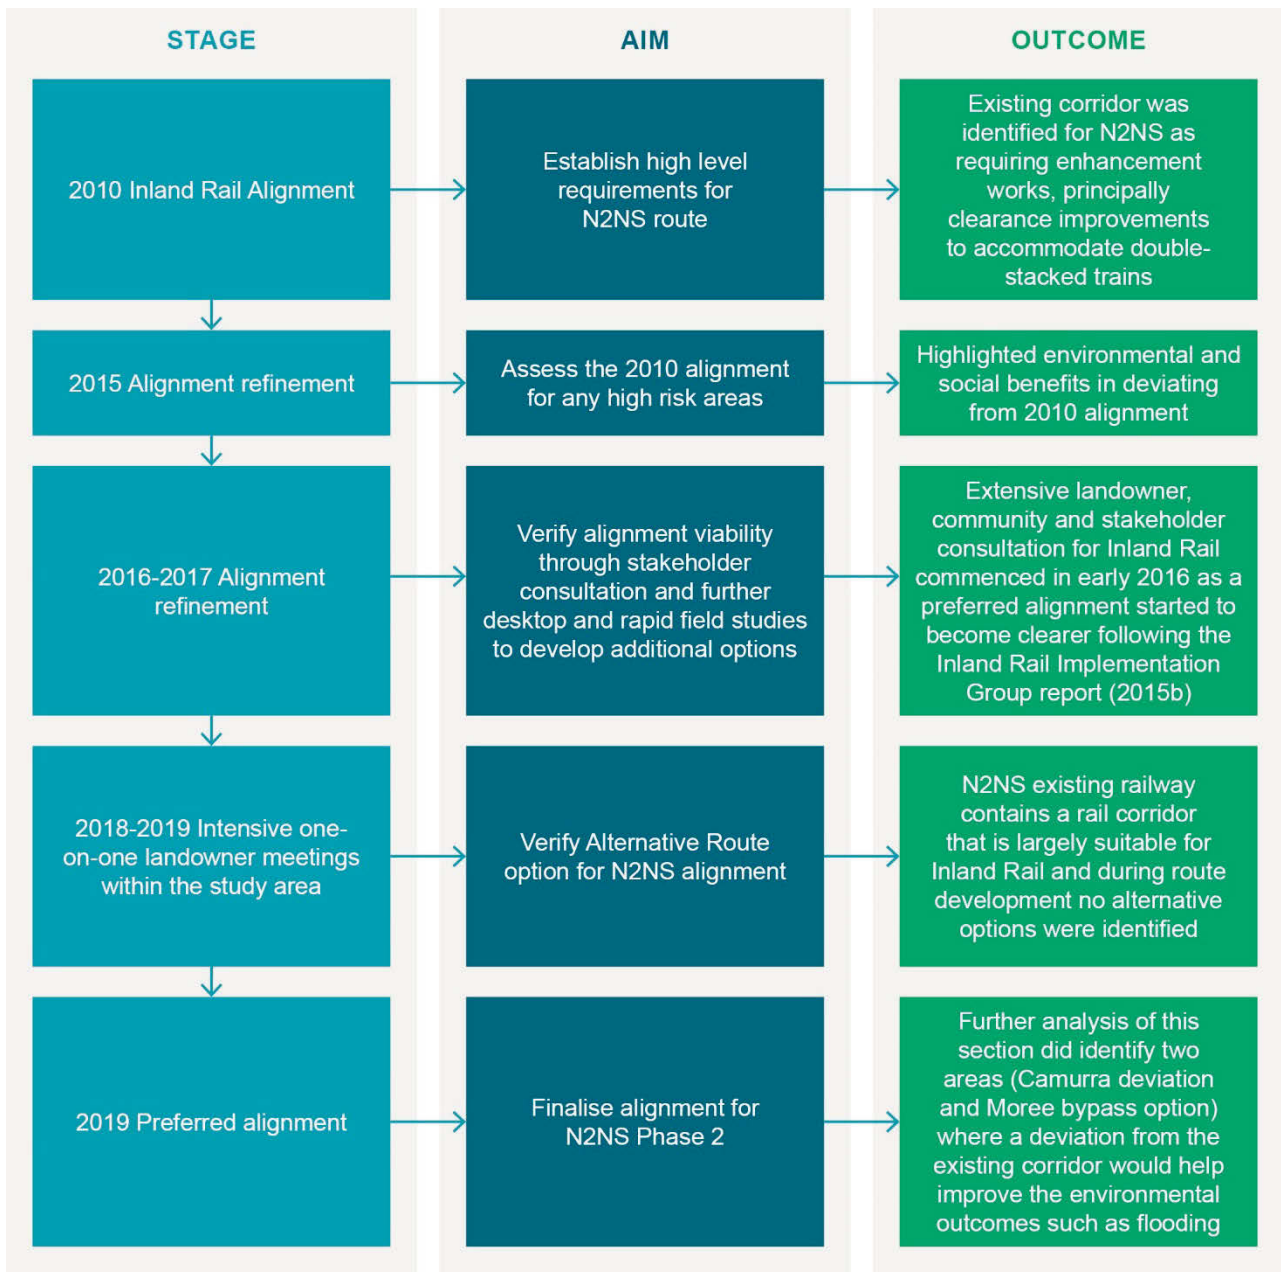 STAGE
AIM
OUTCOME
2010 Inland Rail Alignment
Establish high level
requirements for
N2NS route
Existing corridor was
identified for N2NS as
requiring enhancement
works, principally
clearance improvements
to accommodate double-
stacked trains
2015 Alignment refinement
Assess the 2010 alignment
for any high risk areas
Highlighted environmental and
social benefits in deviating
from 2010 alignment
2016-2017 Alignment
refinement
Verify alignment viability
through stakeholder
consultation and further
desktop and rapid field studies
to develop additional options
Extensive landowner,
community and stakeholder
consultation for Inland Rail
commenced in early 2016 as a
preferred alignment started to
become clearer following the
Inland Rail Implementation
Group report (2015b)
2018-2019 Intensive one-
on-one landowner meetings
within the study area
Verify Alternative Route
option for N2NS alignment
N2NS existing railway
contains a rail corridor
that is largely suitable for
Inland Rail and during route
development no alternative
options were identified
2019 Preferred alignment
Finalise alignment for
N2NS Phase 2
Further analysis of this
section did identify two
areas (Camurra deviation
and Moree bypass option)
where a deviation from the
existing corridor would help
improve the environmental
outcomes such as flooding